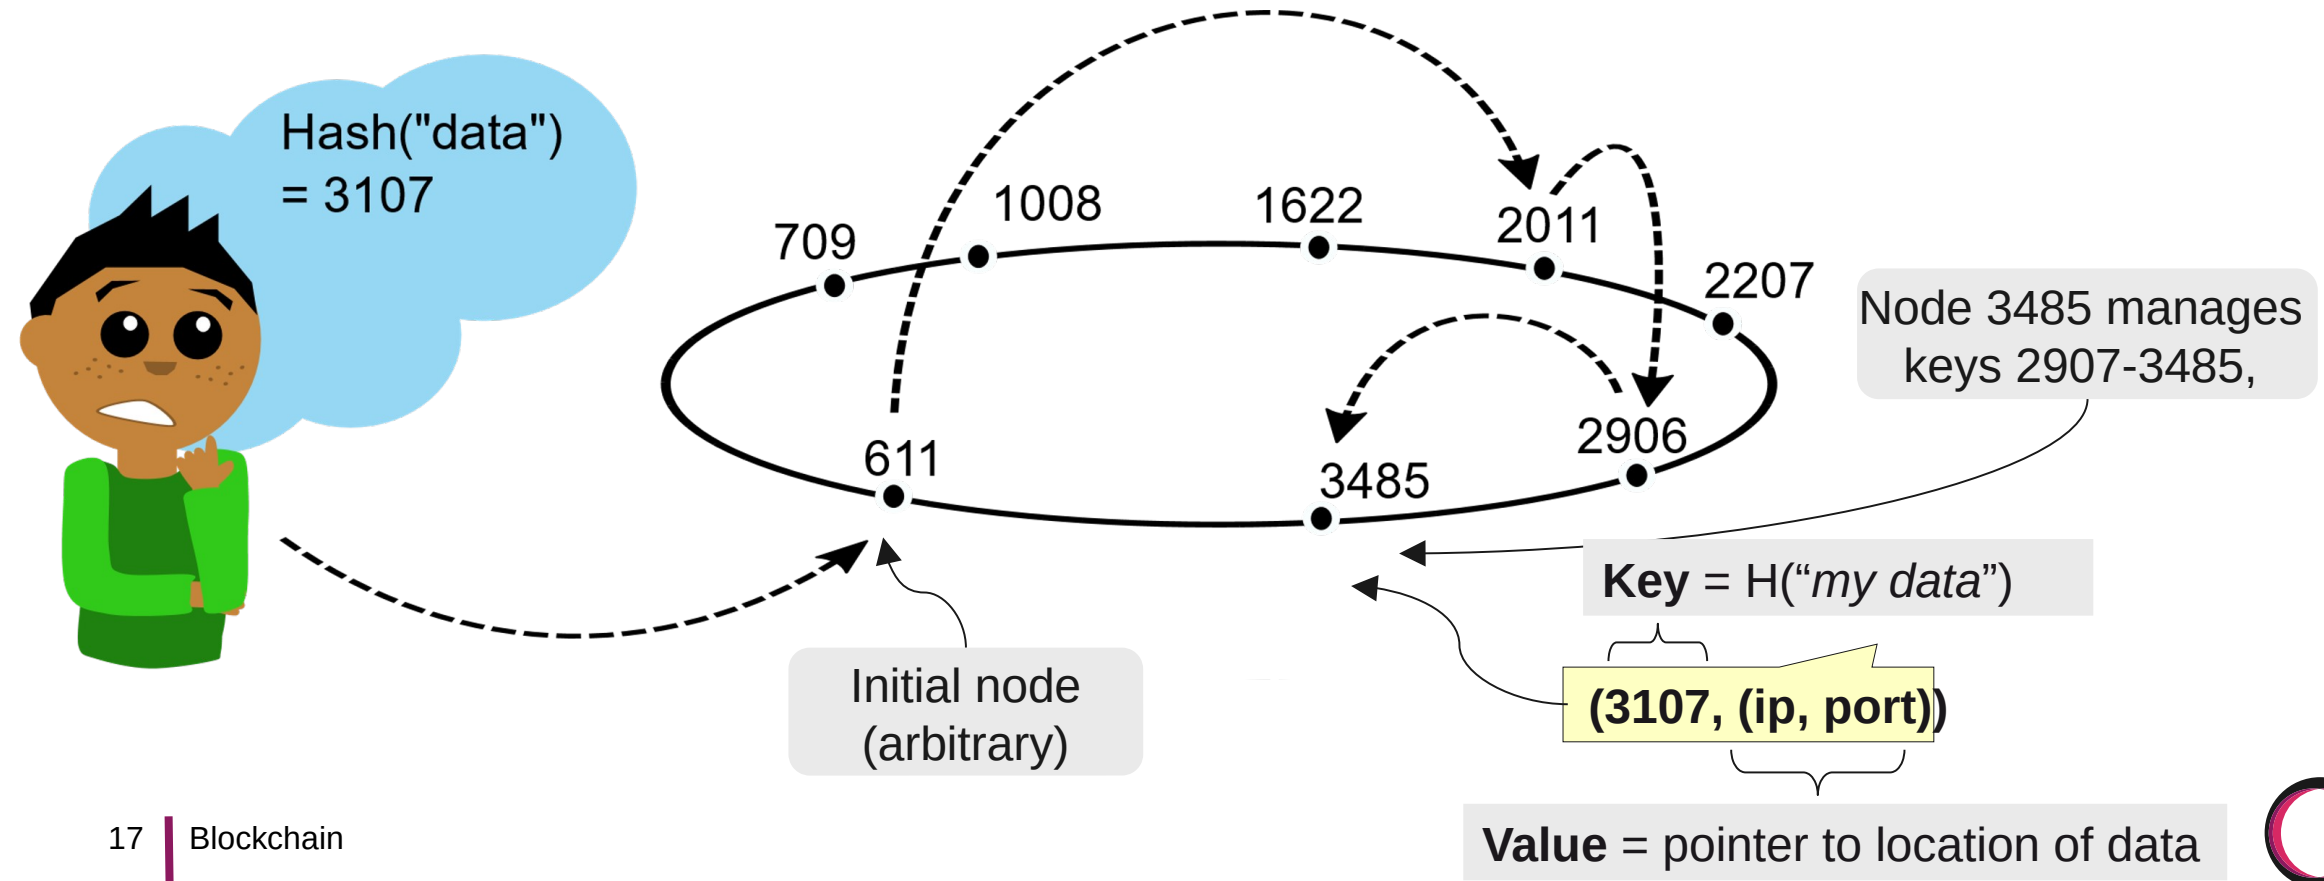 Hash("data")
= 3107
709
1008
1622
2011
2207
611
3485
2906
Node 3485 manages
keys 2907-3485,
Key = H(“my data”)
(3107, (ip, port))
Initial node
(arbitrary)
Value = pointer to location of data
17
Blockchain